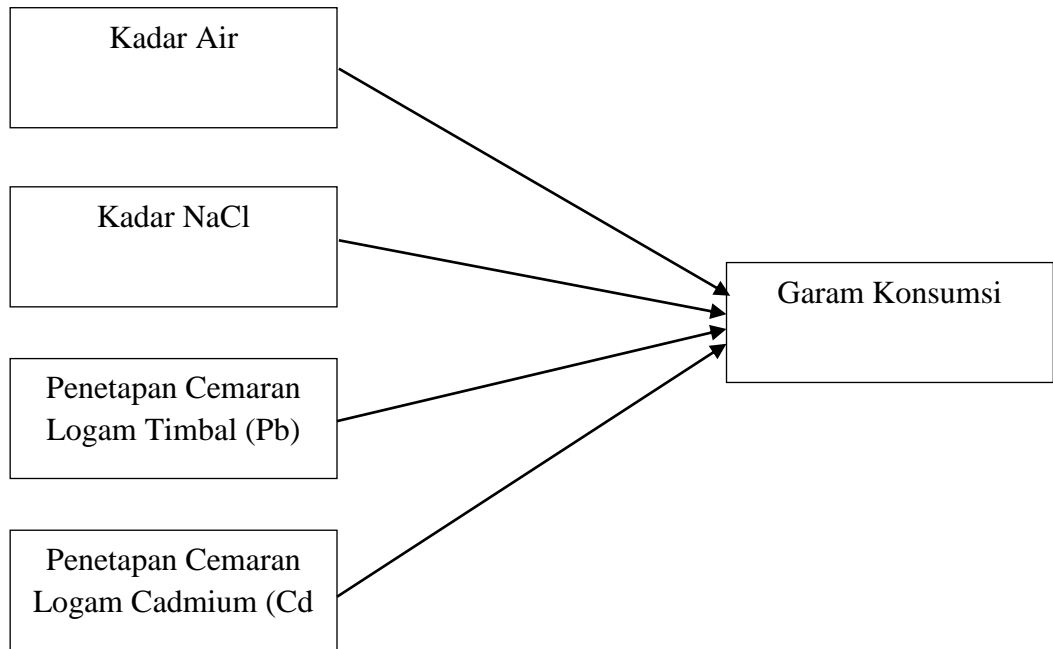 Kadar Air
Kadar NaCl
Garam Konsumsi
Penetapan Cemaran
Logam Timbal (Pb)
Penetapan Cemaran
Logam Cadmium (Cd